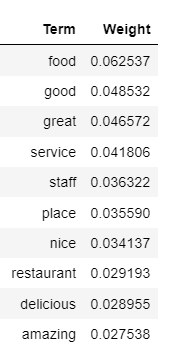 Term Weight
food 0.062537
good 0.048532
great 0.046572
service 0.041806
staff 0.036322
place 0.035590
nice 0.034137
restaurant 0.029193
delicious 0.028955
amazing 0.027538